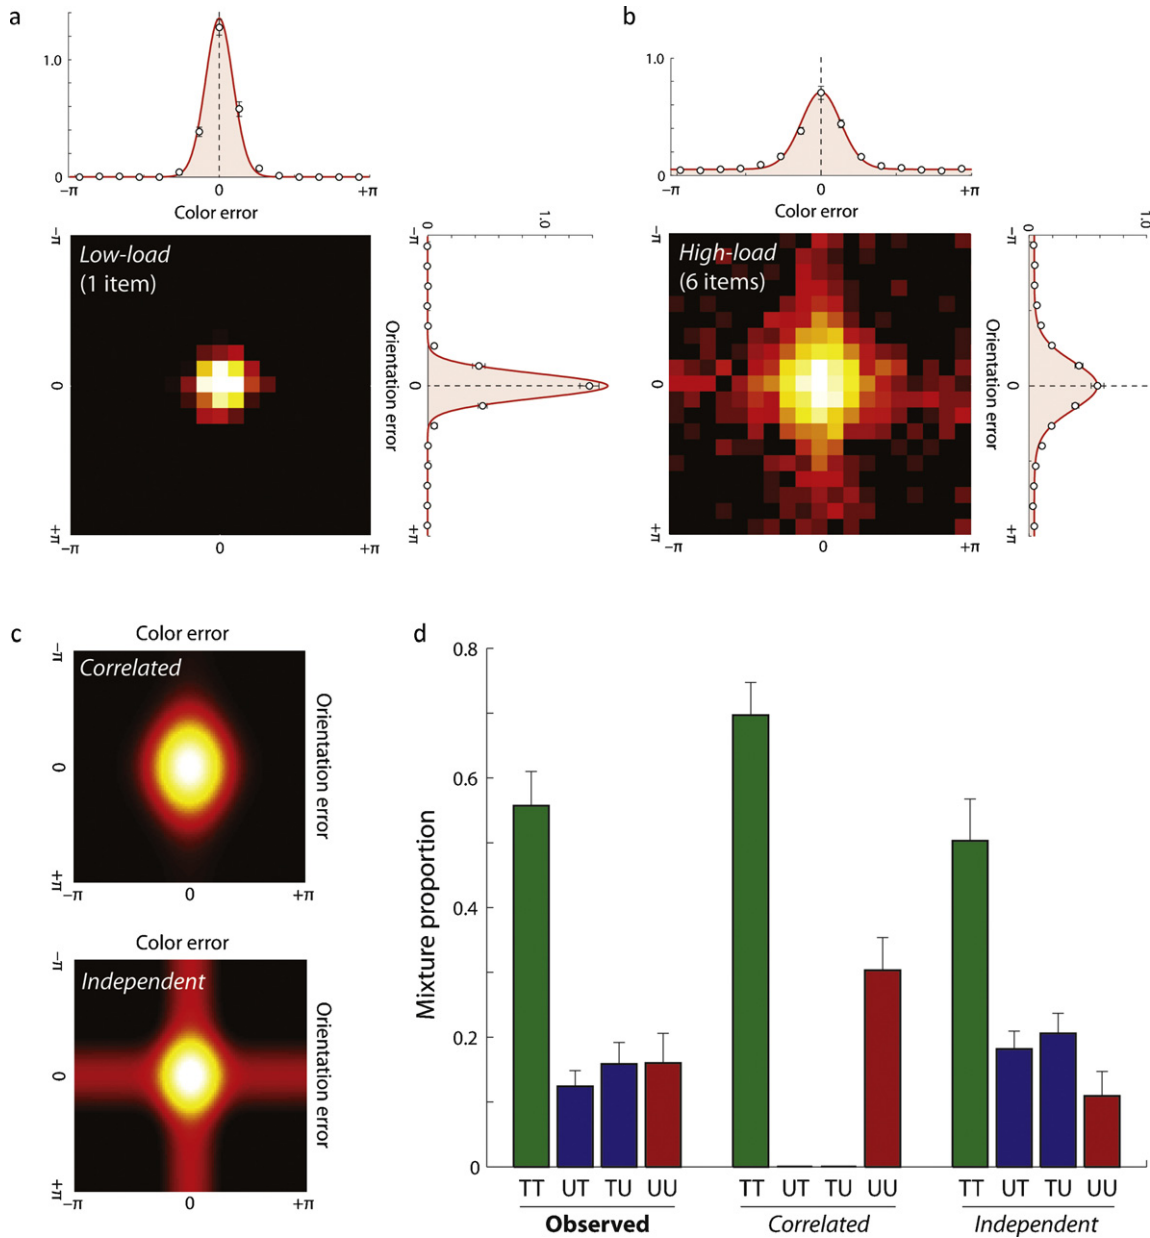 a
1.0
0
−π
0
+π
Color error
Low-load
(1 item)
0
1.0
−π
0
+π
Orientation error
−π
0
+π
−π
0
+π
b
1.0
0
−π
0
+π
Color error
High-load
(6 items)
0
1.0
−π
0
+π
Orientation error
−π
0
+π
−π
0
+π
c
Color error
Correlated
−π
0
+π
Orientation error
−π
0
+π
Color error
Independent
−π
0
+π
Orientation error
−π
0
+π
d
Mixture proportion
0.8
0.6
0.4
0.2
0
TT UT TU UU
Observed
TT UT TU UU
Correlated
TT UT TU UU
Independent